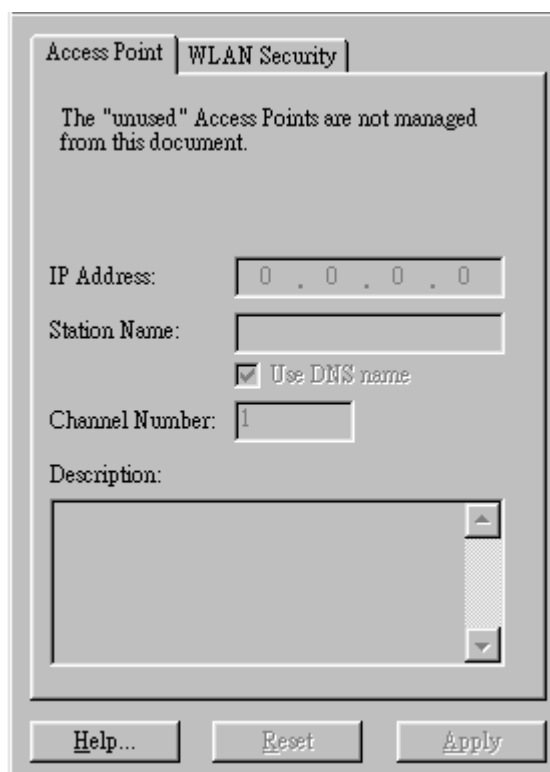 Access Point WLAN Security
The "unused" Access Points are not managed
from this document.
IP Address: 0 . 0 . 0 . 0
Station Name:
Use DNS name
Channel Number: 1
Description:
Help... Reset Apply